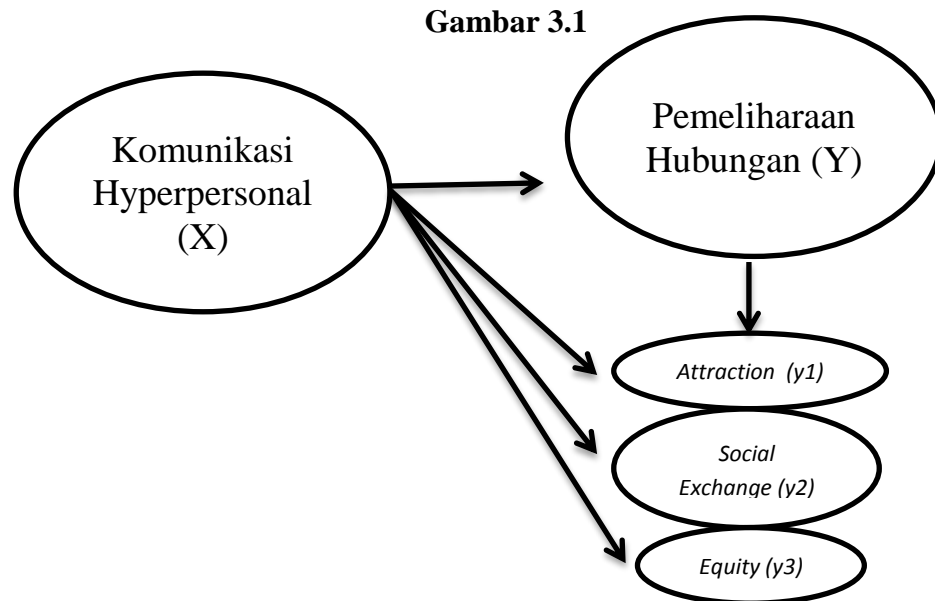 Gambar 3.1
Komunikasi
Hyperpersonal
(X)
Pemeliharaan
Hubungan (Y)
Attraction (y1)
Social
Exchange (y2)
Equity (y3)